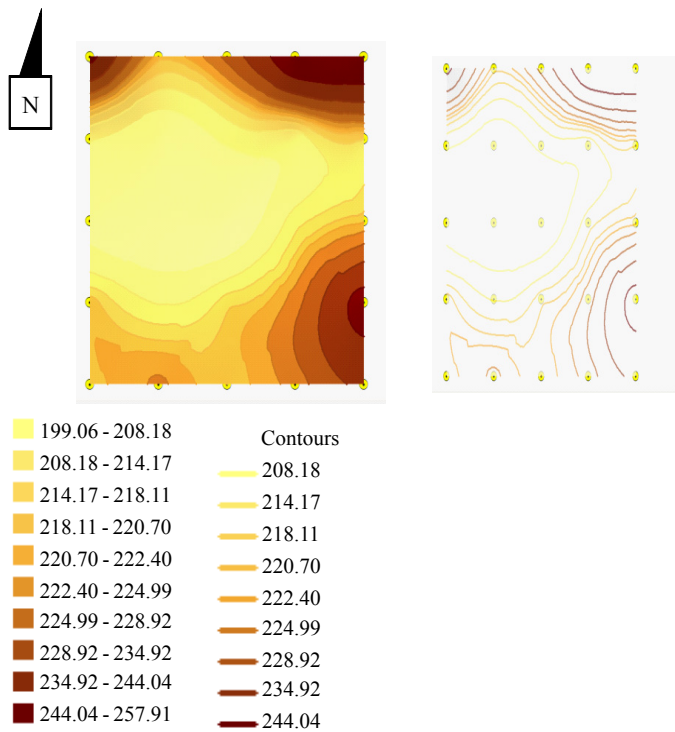 N
199.06 - 208.18
208.18 - 214.17
214.17 - 218.11
218.11 - 220.70
220.70 - 222.40
222.40 - 224.99
224.99 - 228.92
228.92 - 234.92
234.92 - 244.04
244.04 - 257.91
Contours
208.18
214.17
218.11
220.70
222.40
224.99
228.92
234.92
244.04